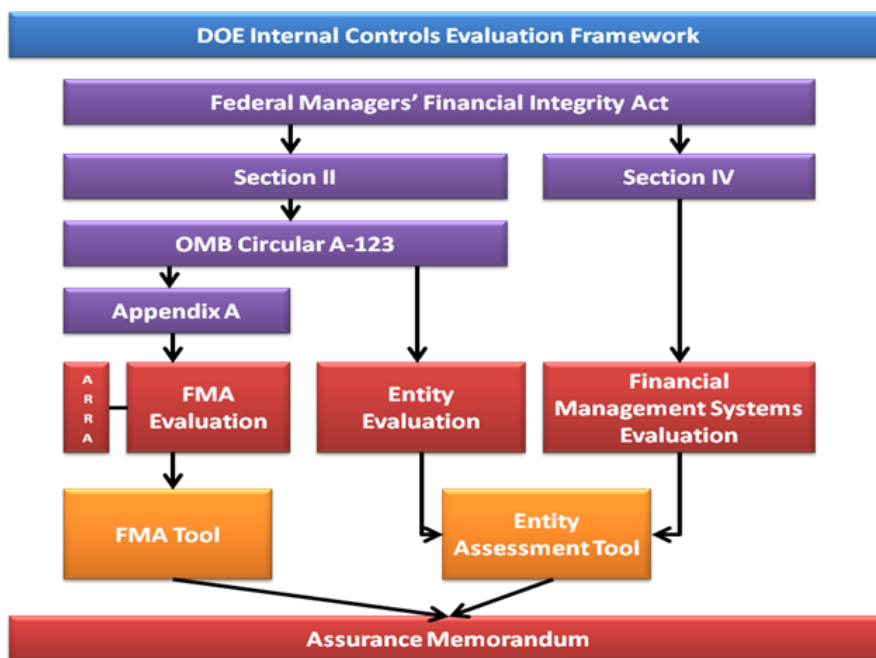 DOE Internal Controls Evaluation Framework
Federal Managers' Financial Integrity Act
Section II
Section IV
OMB Circular A-123
Appendix A
A
R
R
A
FMA
Evaluation
Entity
Evaluation
Financial
Management Systems
Evaluation
FMA Tool
Entity
Assessment Tool
Assurance Memorandum